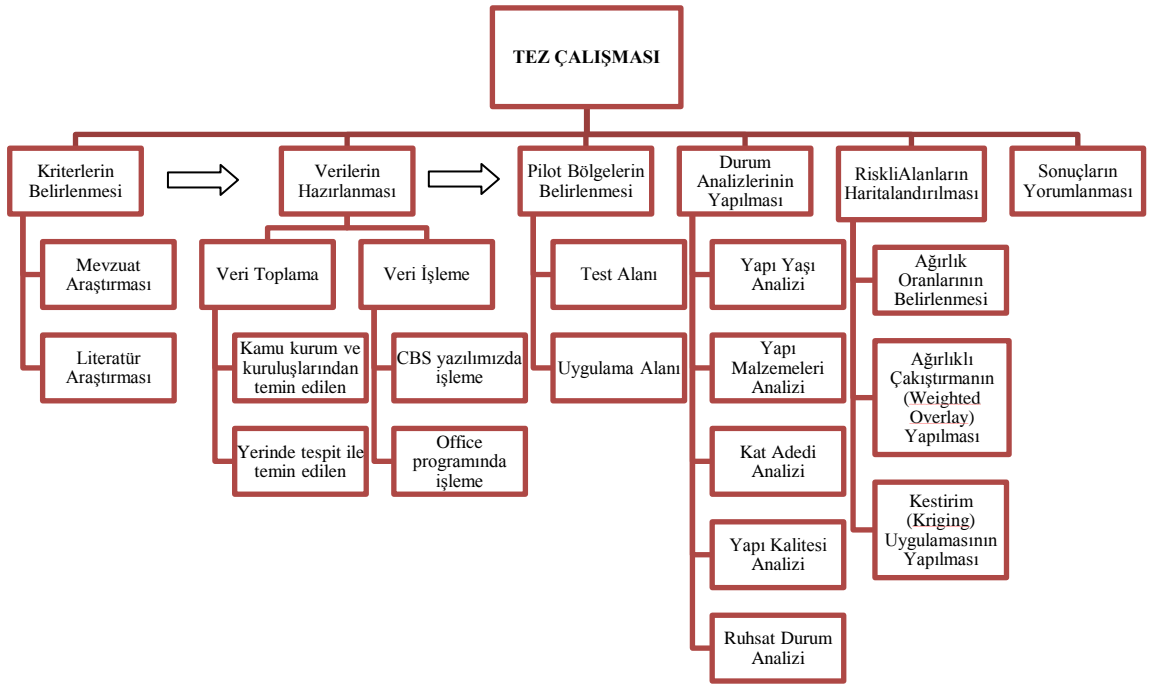 TEZ ÇALIŞMASI
Kriterlerin
Belirlenmesi
Mevzuat
Araştırması
Literatür
Araştırması
Verilerin
Hazırlanması
Veri Toplama
Kamu kurum ve
kuruluşlarından
temin edilen
Yerinde tespit ile
temin edilen
Veri İşleme
CBS yazılımızda
işleme
Office
programında
işleme
Pilot Bölgelerin
Belirlenmesi
Test Alanı
Uygulama Alanı
Durum
Analizlerinin
Yapılması
Yapı Yaşı
Analizi
Yapı
Malzemeleri
Analizi
Kat Adedi
Analizi
Yapı Kalitesi
Analizi
Ruhsat Durum
Analizi
RiskliAlanların
Haritalandırılması
Ağırlık
Oranlarının
Belirlenmesi
Ağırlıklı
Çakıştırmanın
(Weighted
Overlay)
Yapılması
Kestirim
(Kriging)
Uygulamasının
Yapılması
Sonuçların
Yorumlanması